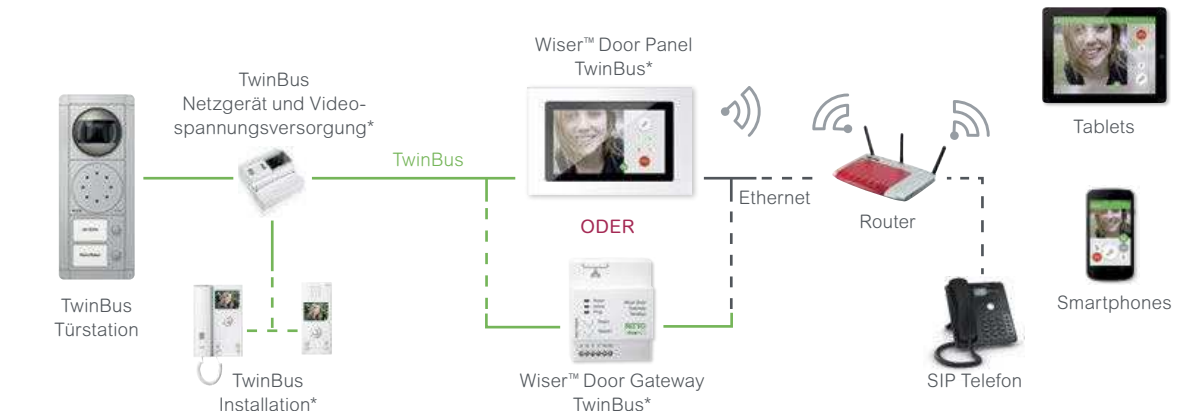 Wiser™ Door Panel
TwinBus*
TwinBus
Netzgerät und Video-
spannungsversorgung*
TwinBus
Ethernet
ODER
Router
Tablets
Smartphones
TwinBus
Türstation
TwinBus
Installation*
Wiser™ Door Gateway
TwinBus*
SIP Telefon